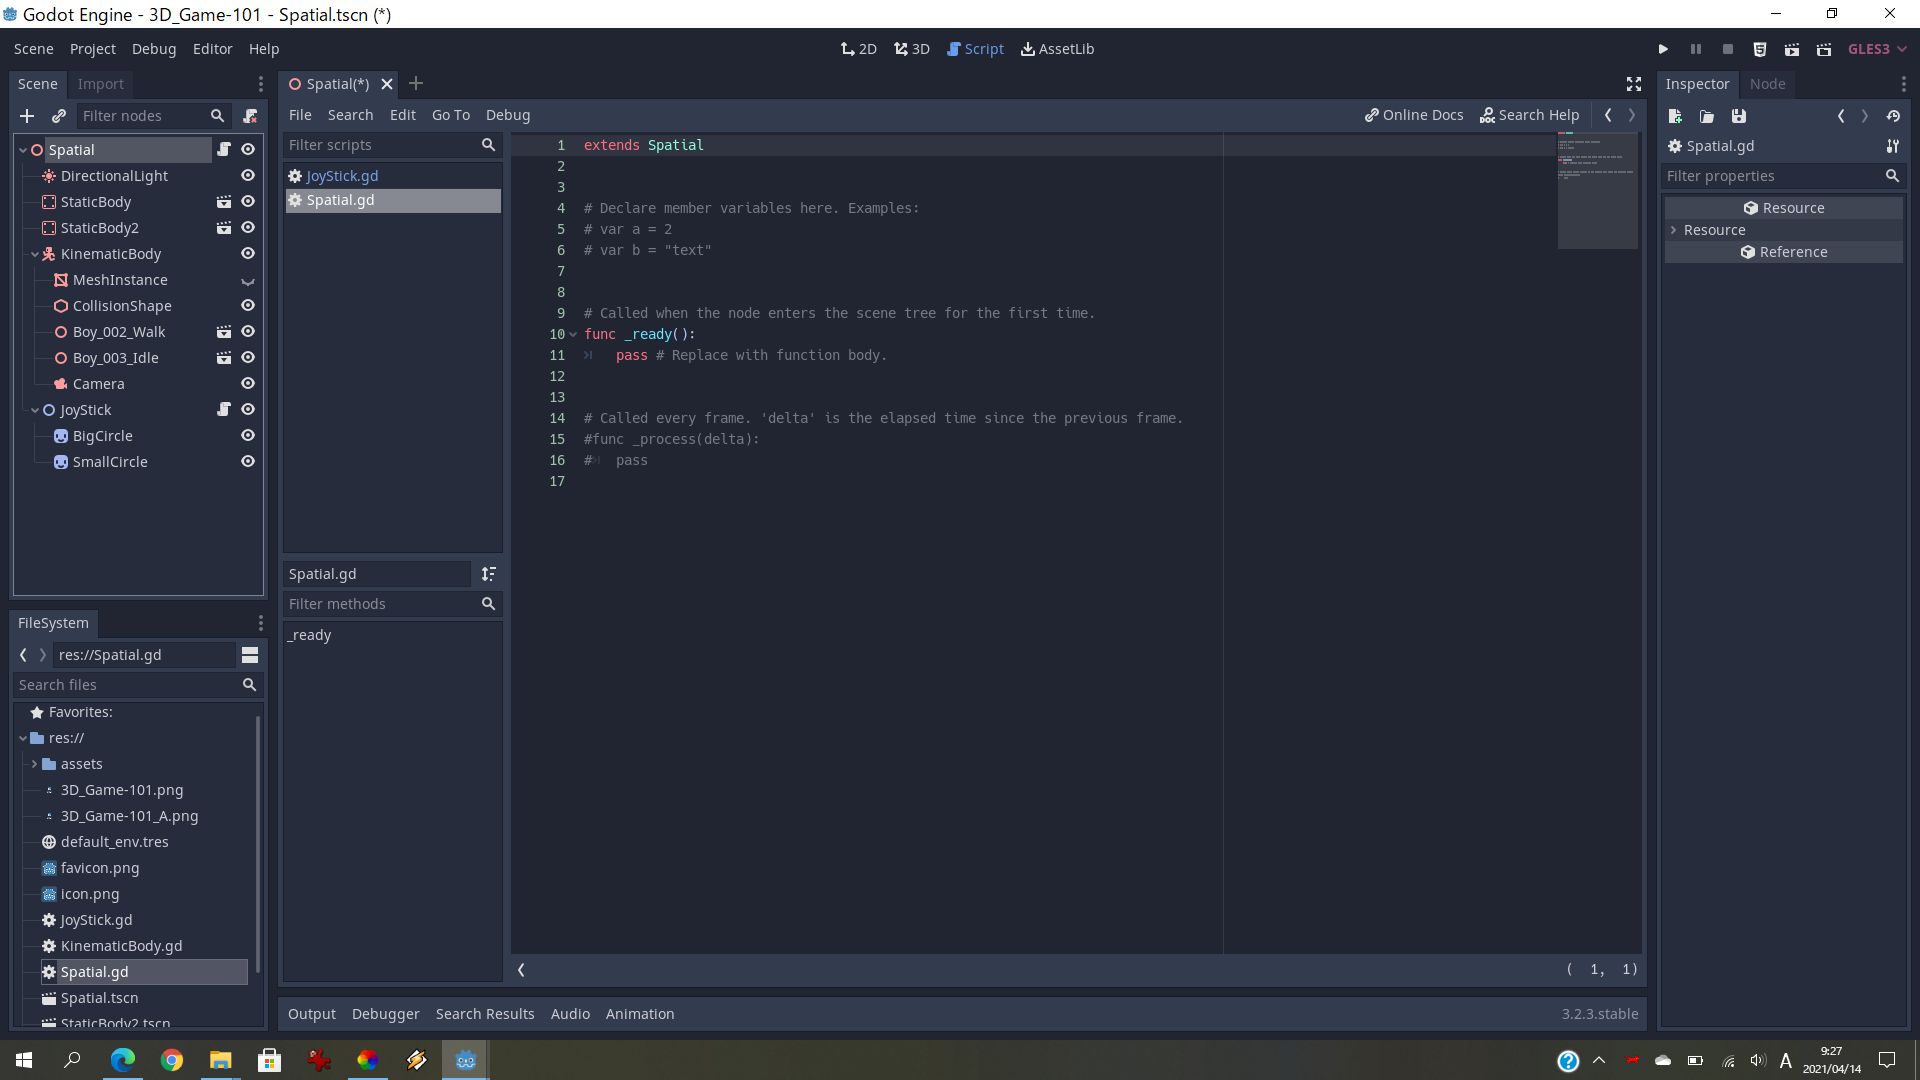 Godot Engine - 3D_Game-101 - Spatial.tscn (*)
Scene Project Debug Editor Help
2D 3D Script AssetLib
GLES3
Scene Import
Filter nodes
Spatial
DirectionalLight
StaticBody
StaticBody2
KinematicBody
MeshInstance
CollisionShape
Boy_002_Walk
Boy_003_Idle
Camera
JoyStick
BigCircle
SmallCircle
FileSystem
res://Spatial.gd
Search files
Favorites:
res://
assets
3D_Game-101.png
3D_Game-101_A.png
default_env.tres
favicon.png
icon.png
JoyStick.gd
KinematicBody.gd
Spatial.gd
Spatial.tscn
StaticBody2.tscn
Spatial(*)
File Search Edit Go To Debug
Online Docs Search Help
Filter scripts
JoyStick.gd
Spatial.gd
Spatial.gd
Filter methods
_ready
1 extends Spatial
2
3
4 # Declare member variables here. Examples:
5 # var a = 2
6 # var b = "text"
7
8
9 # Called when the node enters the scene tree for the first time.
10 func _ready():
11 pass # Replace with function body.
12
13
14 # Called every frame. 'delta' is the elapsed time since the previous frame.
15 #func _process(delta):
16 # pass
17
( 1, 1)
Output Debugger Search Results Audio Animation
3.2.3.stable
Inspector Node
Spatial.gd
Filter properties
Resource
Resource
Reference
A
9:27
2021/04/14